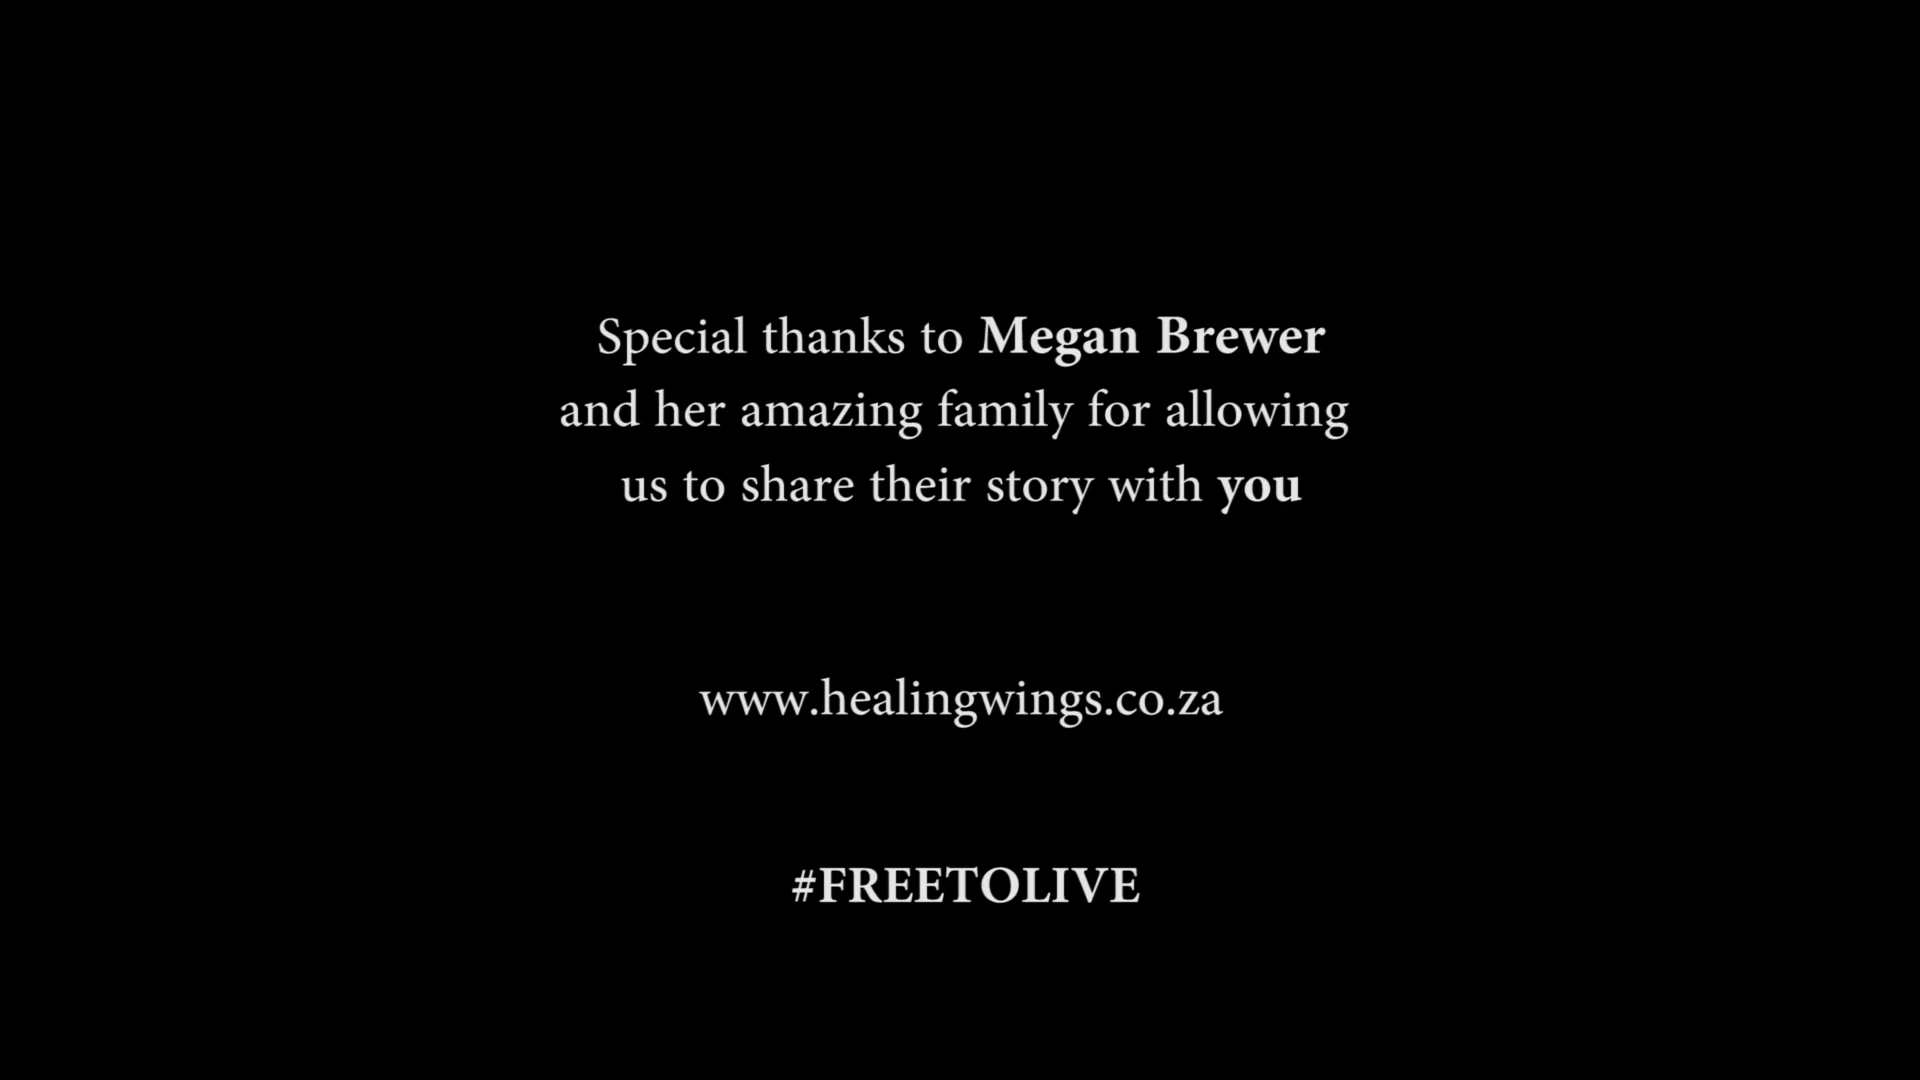 Special thanks to Megan Brewer
and her amazing family for allowing
us to share their story with you
www.healingwings.co.za
#FREETOLIVE